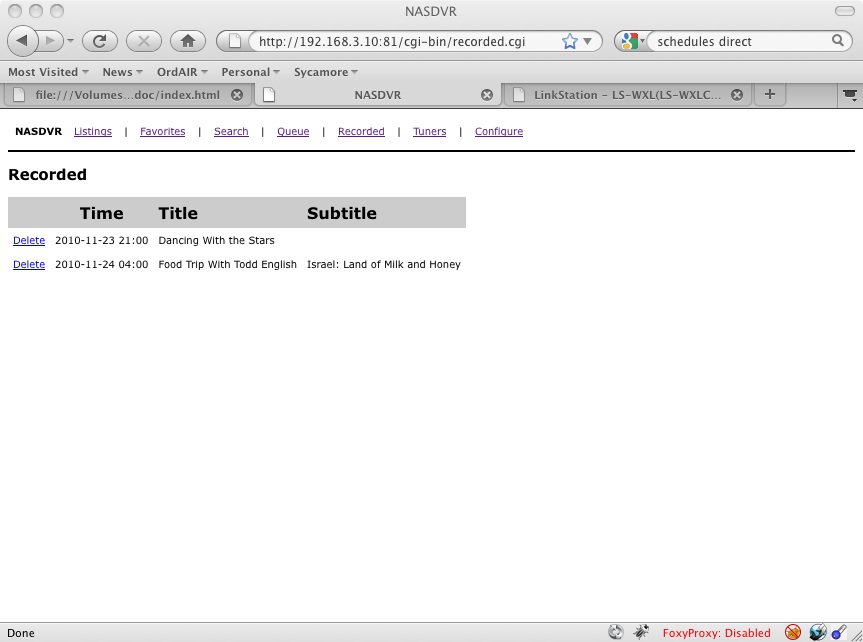 NASDVR
http://192.168.3.10:81/cgi-bin/recorded.cgi schedules direct
Most Visited News OrdAIR Personal Sycamore
file:///Volumes...doc/index.html NASDVR LinkStation - LS-WXL(LS-WXLC...
NASDVR Listings | Favorites | Search | Queue | Recorded | Tuners | Configure
Recorded
Time Title Subtitle
Delete 2010-11-23 21:00 Dancing With the Stars
Delete 2010-11-24 04:00 Food Trip With Todd English Israel: Land of Milk and Honey
Done FoxyProxy: Disabled